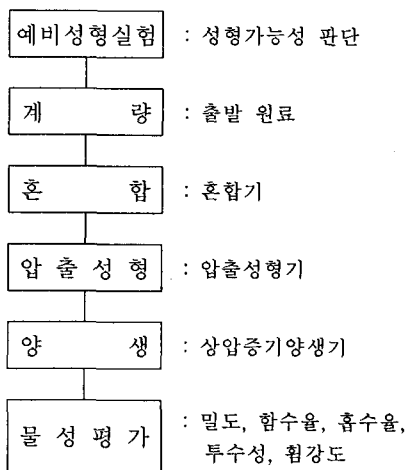 예비성형실험 : 성형가능성 판단
계 량 : 출발 원료
혼 합 : 혼합기
압 출 성 형 : 압출성형기
양 생 : 상압증기양생기
물 성 평 가 : 밀도, 함수율, 흡수율,
투수성, 휨강도